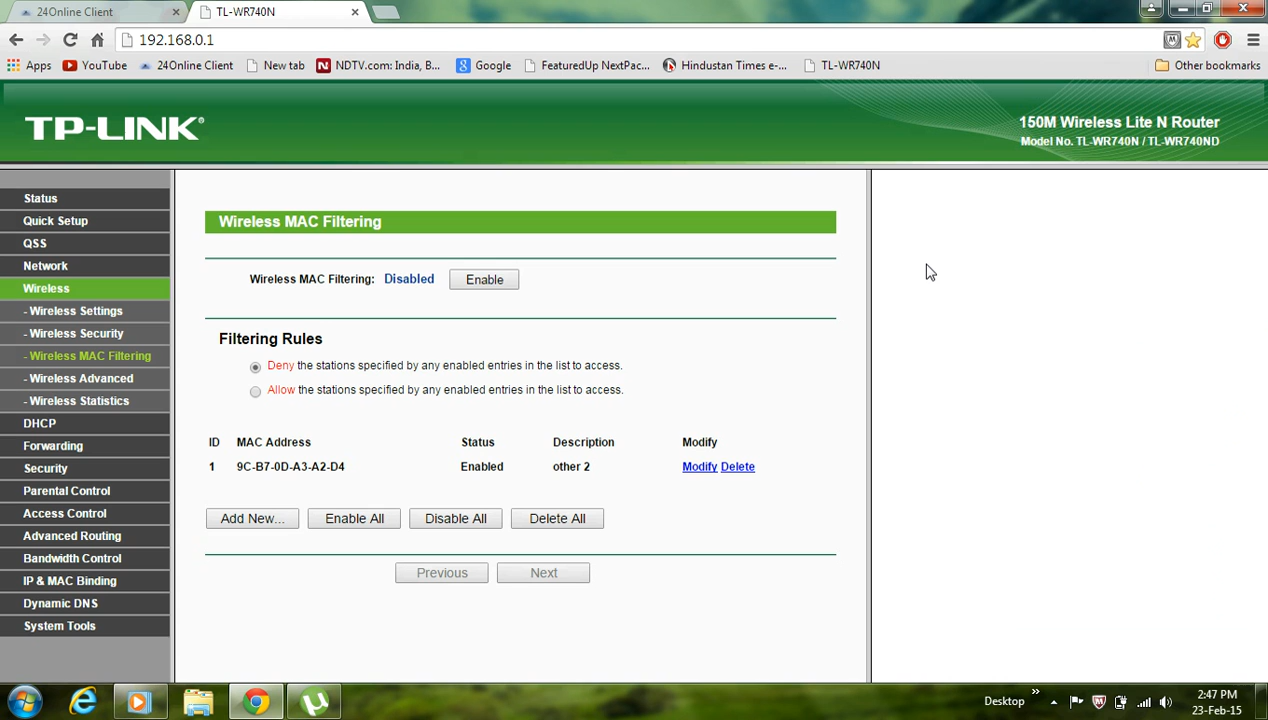 24Online Client
TL-WR740N
192.168.0.1
Apps YouTube 24Online Client New tab NDTV.com: India, B... Google FeaturedUp NextPac... Hindustan Times e-... TL-WR740N Other bookmarks
TP-LINK®
150M Wireless Lite N Router
Model No. TL-WR740N / TL-WR740ND
Status
Quick Setup
QSS
Network
Wireless
- Wireless Settings
- Wireless Security
- Wireless MAC Filtering
- Wireless Advanced
- Wireless Statistics
DHCP
Forwarding
Security
Parental Control
Access Control
Advanced Routing
Bandwidth Control
IP & MAC Binding
Dynamic DNS
System Tools
Wireless MAC Filtering
Wireless MAC Filtering: Disabled Enable
Filtering Rules
Deny the stations specified by any enabled entries in the list to access.
Allow the stations specified by any enabled entries in the list to access.
ID MAC Address Status Description Modify
1 9C-B7-0D-A3-A2-D4 Enabled other 2 Modify Delete
Add New... Enable All Disable All Delete All
Previous Next
Desktop
2:47 PM
23-Feb-15